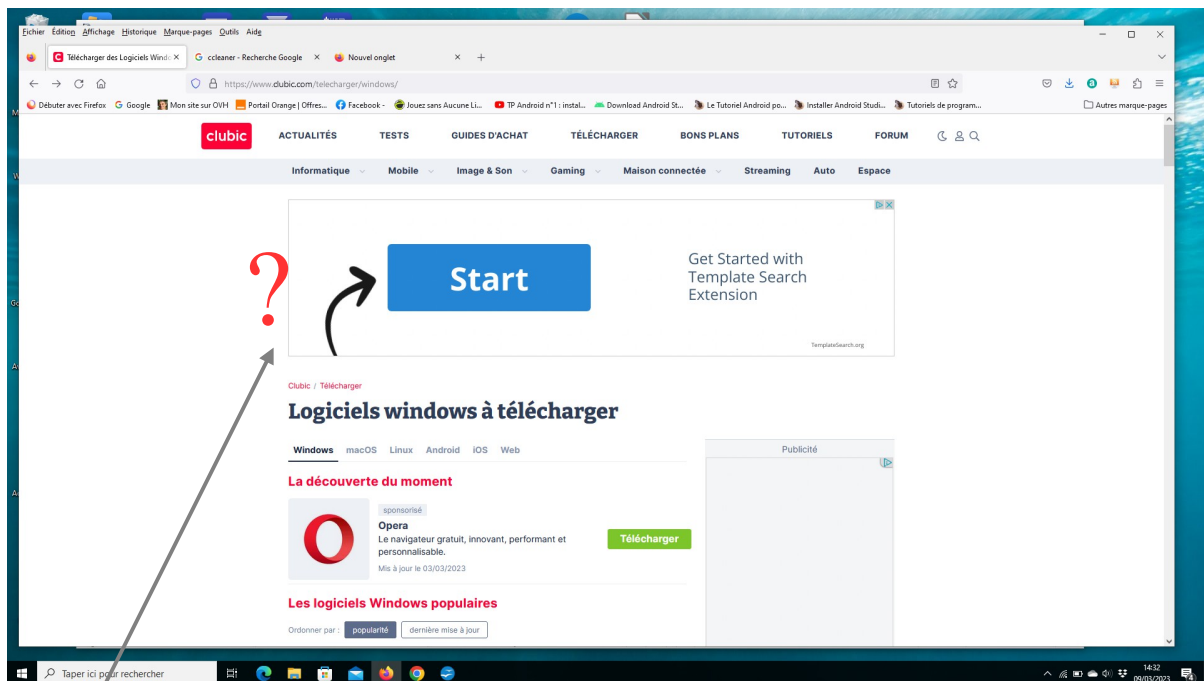 Fichier Édition Affichage Historique Marque-pages Outils Aide
Télécharger des Logiciels Windo
ccleaner - Recherche Google
Nouvel onglet
https://www.clubic.com/telecharger/windows/
Débuter avec Firefox Google Mon site sur OVH Portail Orange | Offres... Facebook - Jouez sans Aucune Li... TP Android n°1 : instal... Download Android St... Le Tutoriel Android po... Installer Android Studi... Tutoriels de program... Autres marque-pages
clubic ACTUALITÉS TESTS GUIDES D'ACHAT TÉLÉCHARGER BONS PLANS TUTORIELS FORUM
Informatique Mobile Image & Son Gaming Maison connectée Streaming Auto Espace
?
Start
Get Started with
Template Search
Extension
TemplateSearch.org
Clubic / Télécharger
Logiciels windows à télécharger
Windows macOS Linux Android iOS Web
Publicité
La découverte du moment
sponsorisé
Opera
Le navigateur gratuit, innovant, performant et
personnalisable.
Mis à jour le 03/03/2023
Télécharger
Les logiciels Windows populaires
Ordonner par : popularité dernière mise à jour
Taper ici pour rechercher
14:32
09/03/2023